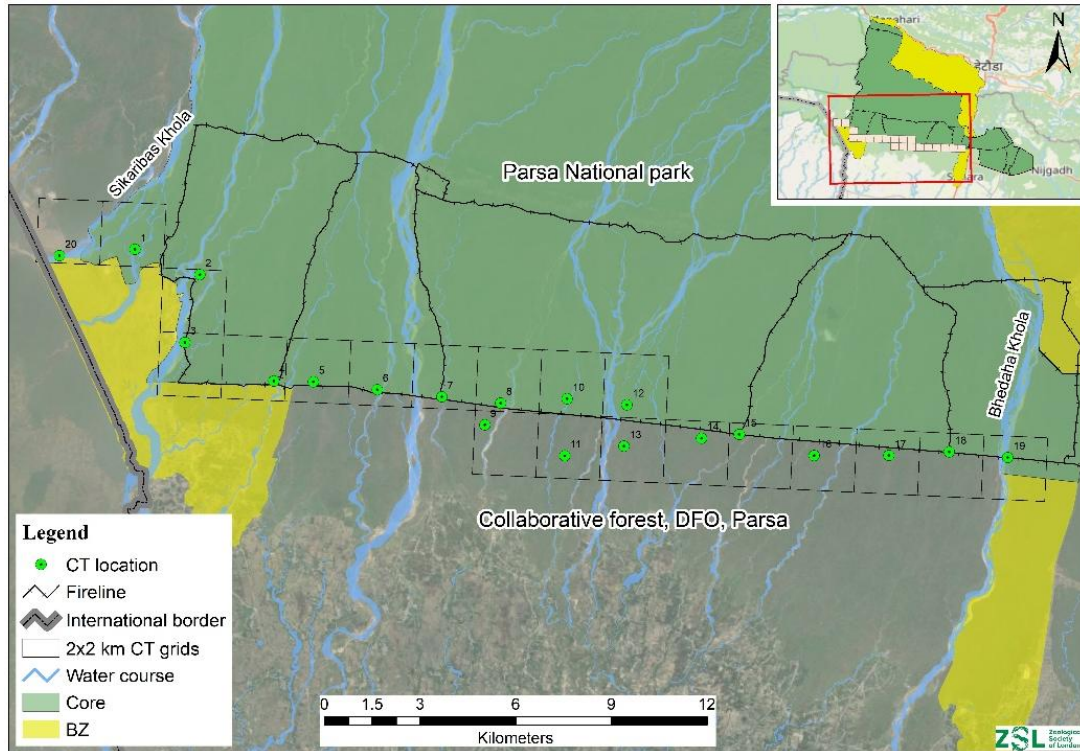 N
हेटौडा
Nijgadh
Sikaribas Khola
Parsa National park
Bhedaha Khola
20
1
2
3
4
5
6
7
8
10
12
9
11
13
14
15
16
17
18
19
Collaborative forest, DFO, Parsa
Legend
CT location
Fireline
International border
2x2 km CT grids
Water course
Core
BZ
0 1.5 3 6 9 12
Kilometers
ZSL Zoological
Society
of London